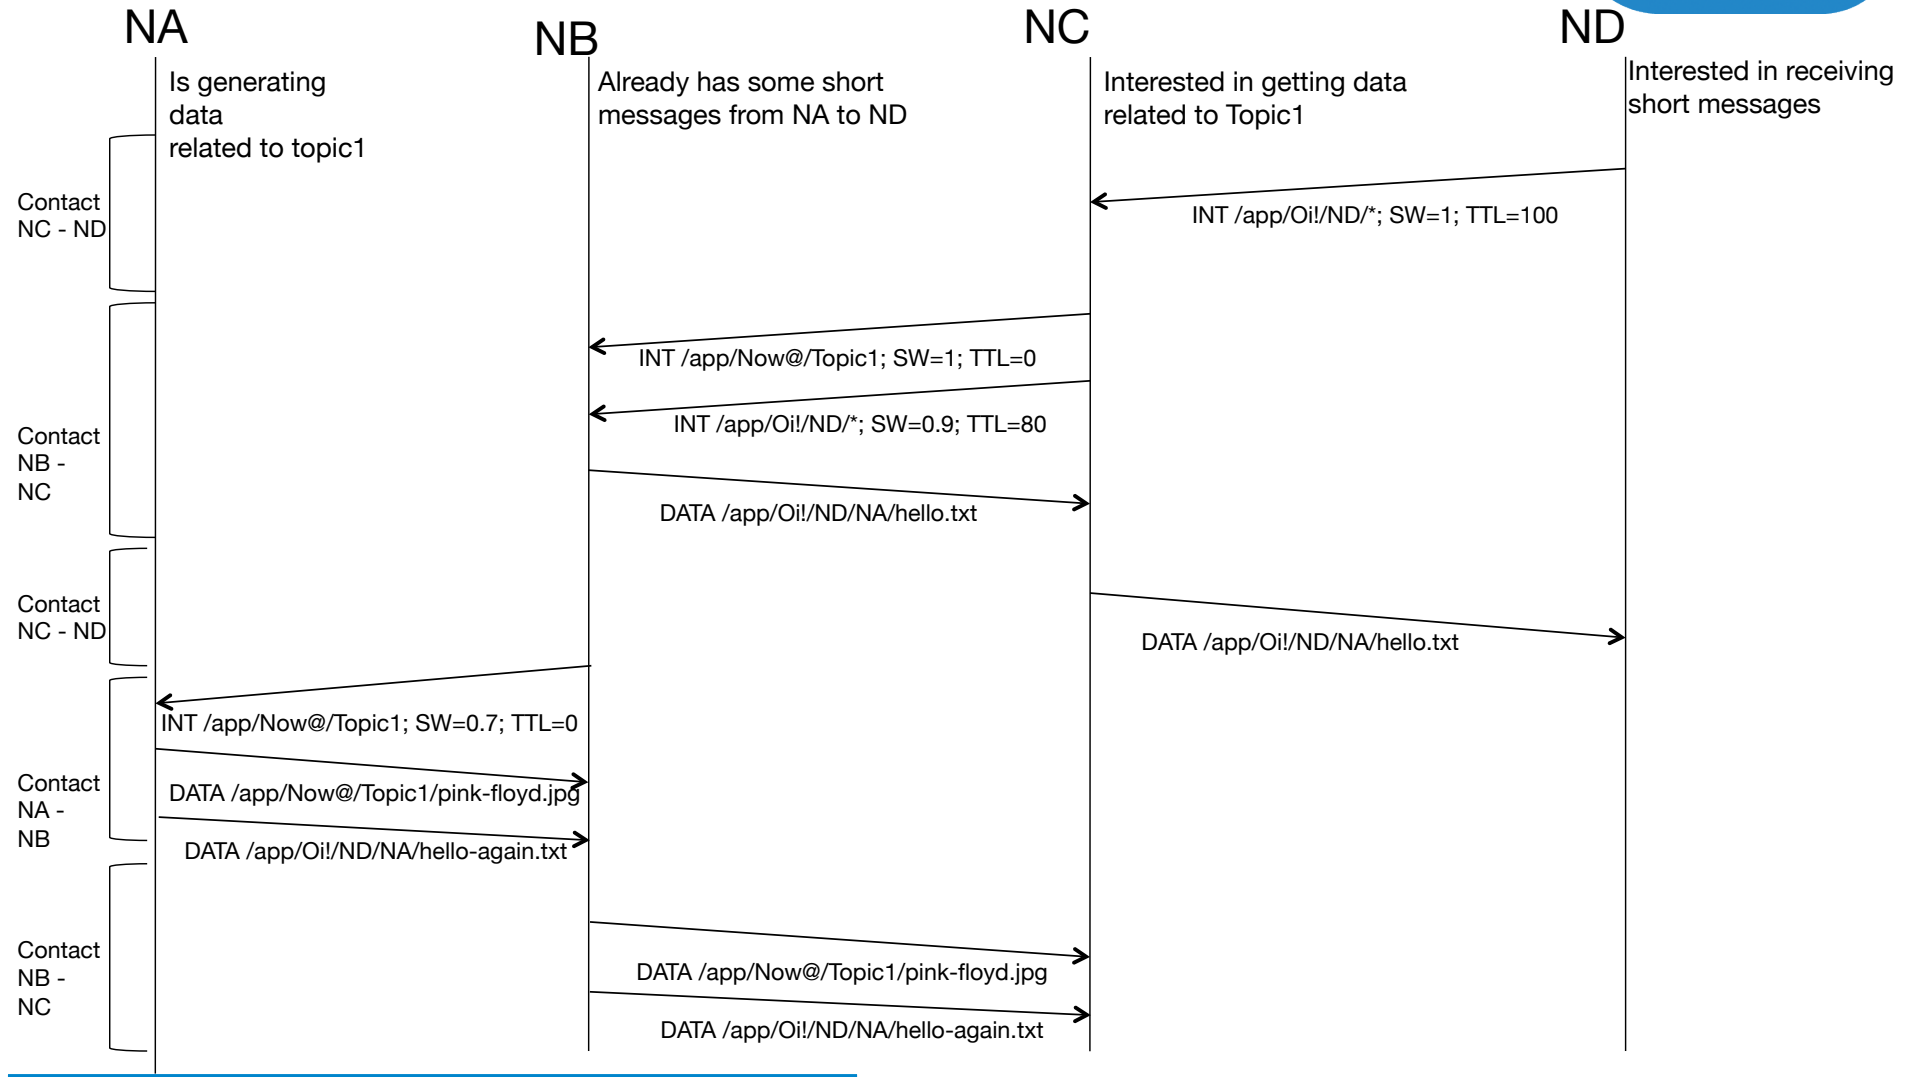 NA
NB
NC
ND
Is generating
data
related to topic1
Already has some short
messages from NA to ND
Interested in getting data
related to Topic1
Interested in receiving
short messages
Contact
NC - ND
INT /app/Oi!/ND/*; SW=1; TTL=100
INT /app/Now@/Topic1; SW=1; TTL=0
INT /app/Oi!/ND/*; SW=0.9; TTL=80
Contact
NB -
NC
DATA /app/Oi!/ND/NA/hello.txt
Contact
NC - ND
DATA /app/Oi!/ND/NA/hello.txt
INT /app/Now@/Topic1; SW=0.7; TTL=0
Contact
NA -
NB
DATA /app/Now@/Topic1/pink-floyd.jpg
DATA /app/Oi!/ND/NA/hello-again.txt
Contact
NB -
NC
DATA /app/Now@/Topic1/pink-floyd.jpg
DATA /app/Oi!/ND/NA/hello-again.txt